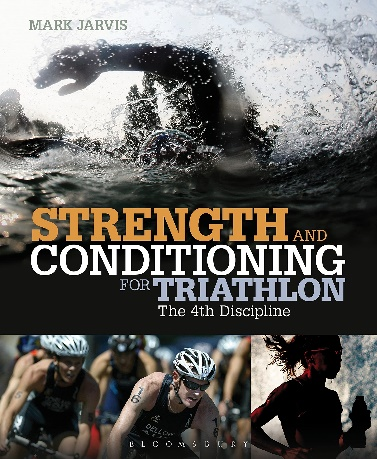 MARK JARVIS
STRENGTH AND
CONDITIONING
FOR TRIATHLON
The 4th Discipline
BLOOMSBURY